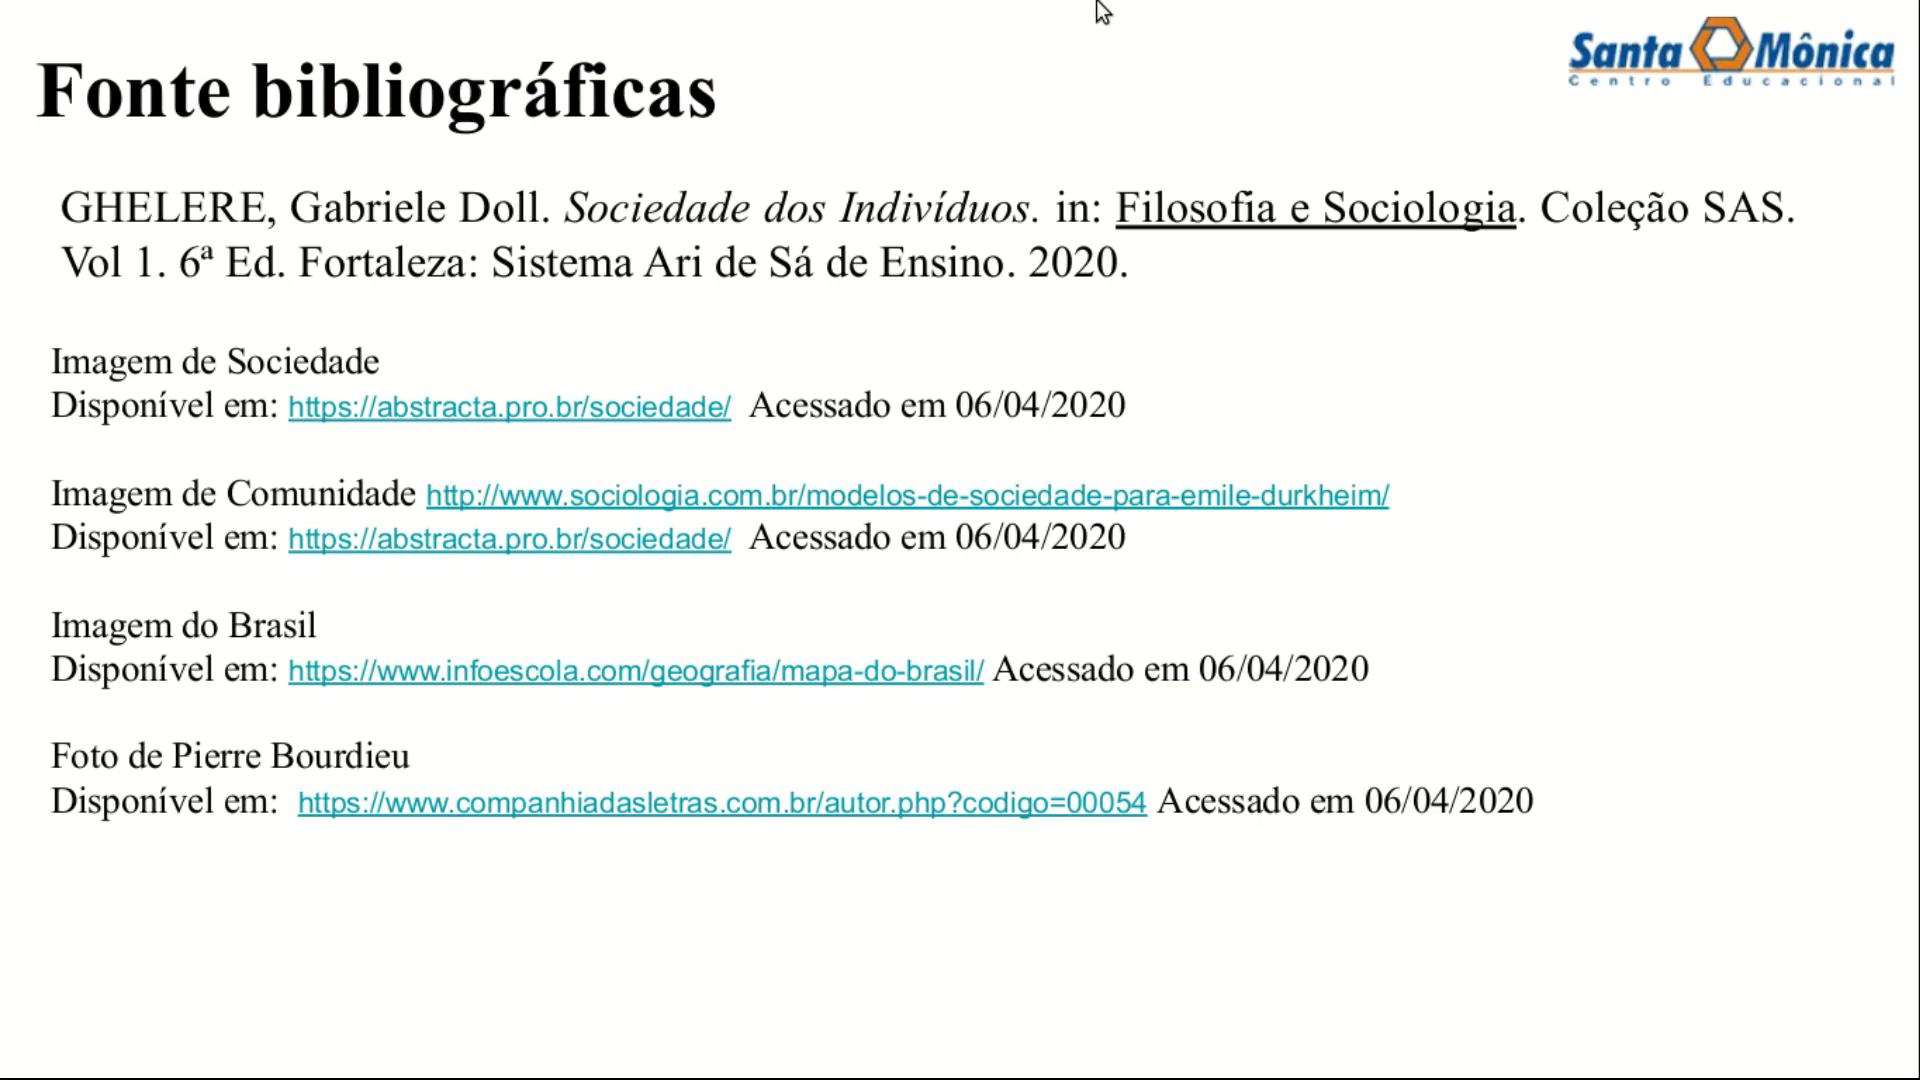 Santa Mônica
Centro Educacional
Fonte bibliográficas
GHELERE, Gabriele Doll. Sociedade dos Indivíduos. in: Filosofia e Sociologia. Coleção SAS.
Vol 1. 6ª Ed. Fortaleza: Sistema Ari de Sá de Ensino. 2020.
Imagem de Sociedade
Disponível em: https://abstracta.pro.br/sociedade/ Acessado em 06/04/2020
Imagem de Comunidade http://www.sociologia.com.br/modelos-de-sociedade-para-emile-durkheim/
Disponível em: https://abstracta.pro.br/sociedade/ Acessado em 06/04/2020
Imagem do Brasil
Disponível em: https://www.infoescola.com/geografia/mapa-do-brasil/ Acessado em 06/04/2020
Foto de Pierre Bourdieu
Disponível em: https://www.companhiadasletras.com.br/autor.php?codigo=00054 Acessado em 06/04/2020